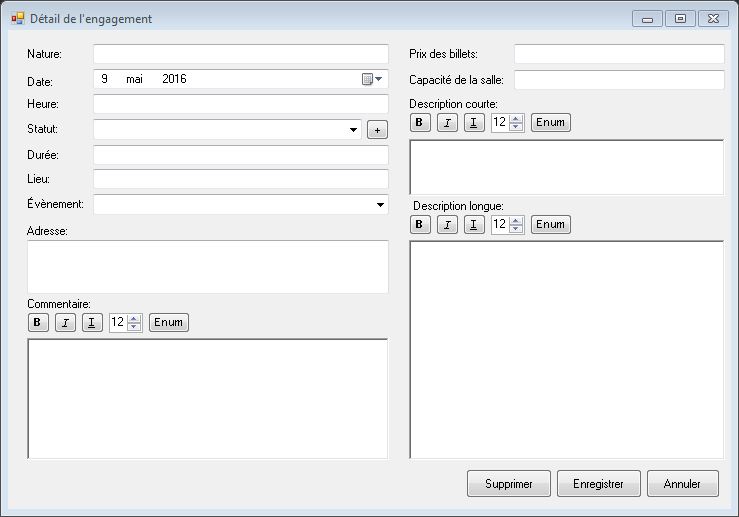 Détail de l'engagement
Nature:
Date: 9 mai 2016
Heure:
Statut: +
Durée:
Lieu:
Évènement:
Adresse:
Commentaire:
B I I 12 Enum
Prix des billets:
Capacité de la salle:
Description courte:
B I I 12 Enum
Description longue:
B I I 12 Enum
Supprimer Enregistrer Annuler